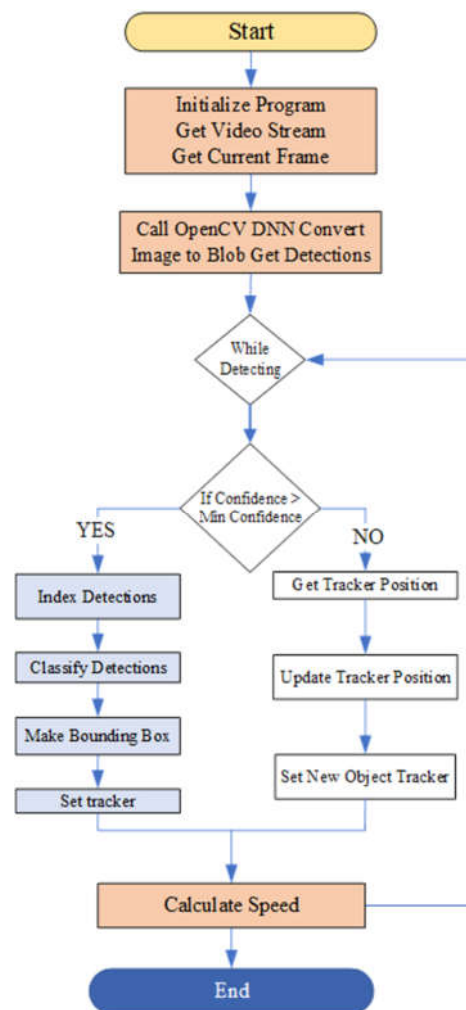 Start
Initialize Program
Get Video Stream
Get Current Frame
Call OpenCV DNN Convert
Image to Blob Get Detections
While
Detecting
If Confidence >
Min Confidence
YES
NO
Index Detections
Classify Detections
Make Bounding Box
Set tracker
Get Tracker Position
Update Tracker Position
Set New Object Tracker
Calculate Speed
End